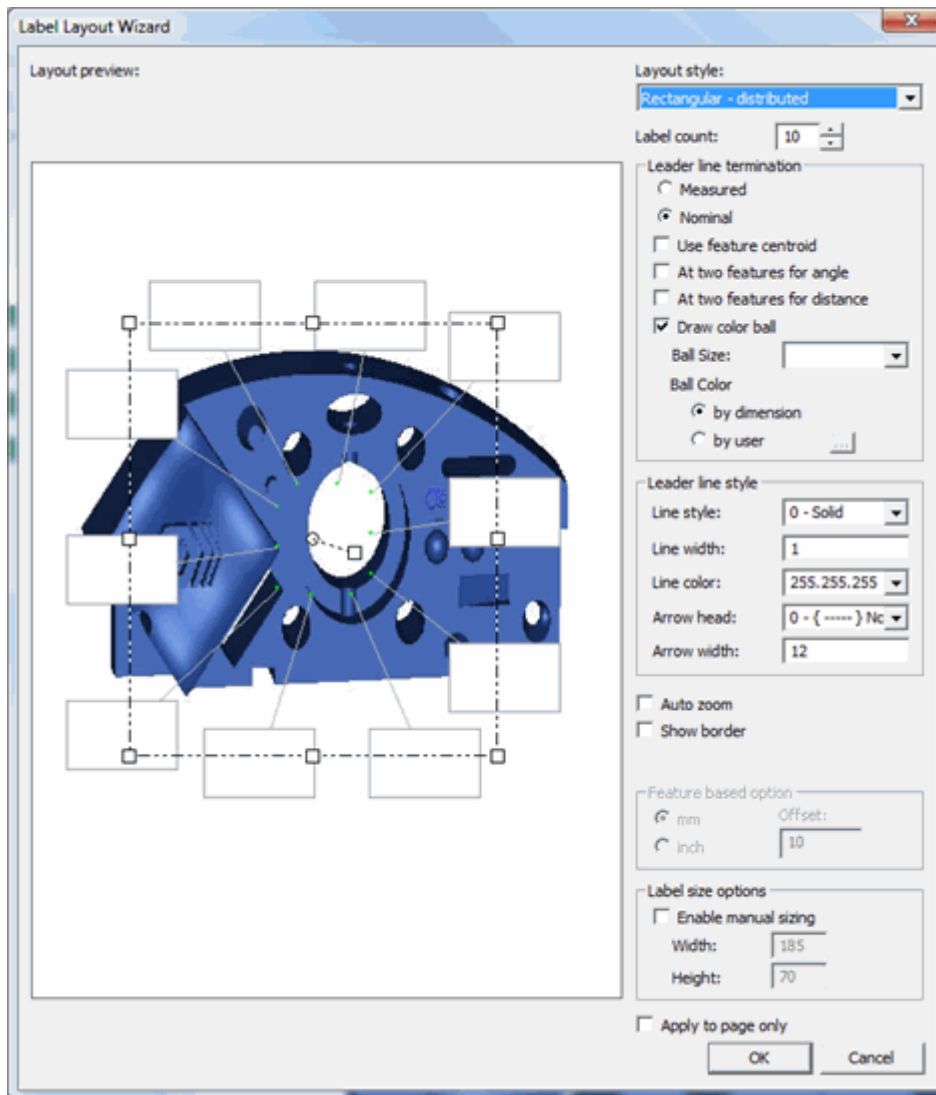 Label Layout Wizard
Layout preview:
Layout style:
Rectangular - distributed
Label count: 10
Leader line termination
Measured
Nominal
Use feature centroid
At two features for angle
At two features for distance
Draw color ball
Ball Size:
Ball Color
by dimension
by user ...
Leader line style
Line style: 0 - Solid
Line width: 1
Line color: 255.255.255
Arrow head: 0 - { ----- } Nc
Arrow width: 12
Auto zoom
Show border
Feature based option
mm Offset:
inch 10
Label size options
Enable manual sizing
Width: 185
Height: 70
Apply to page only
OK Cancel